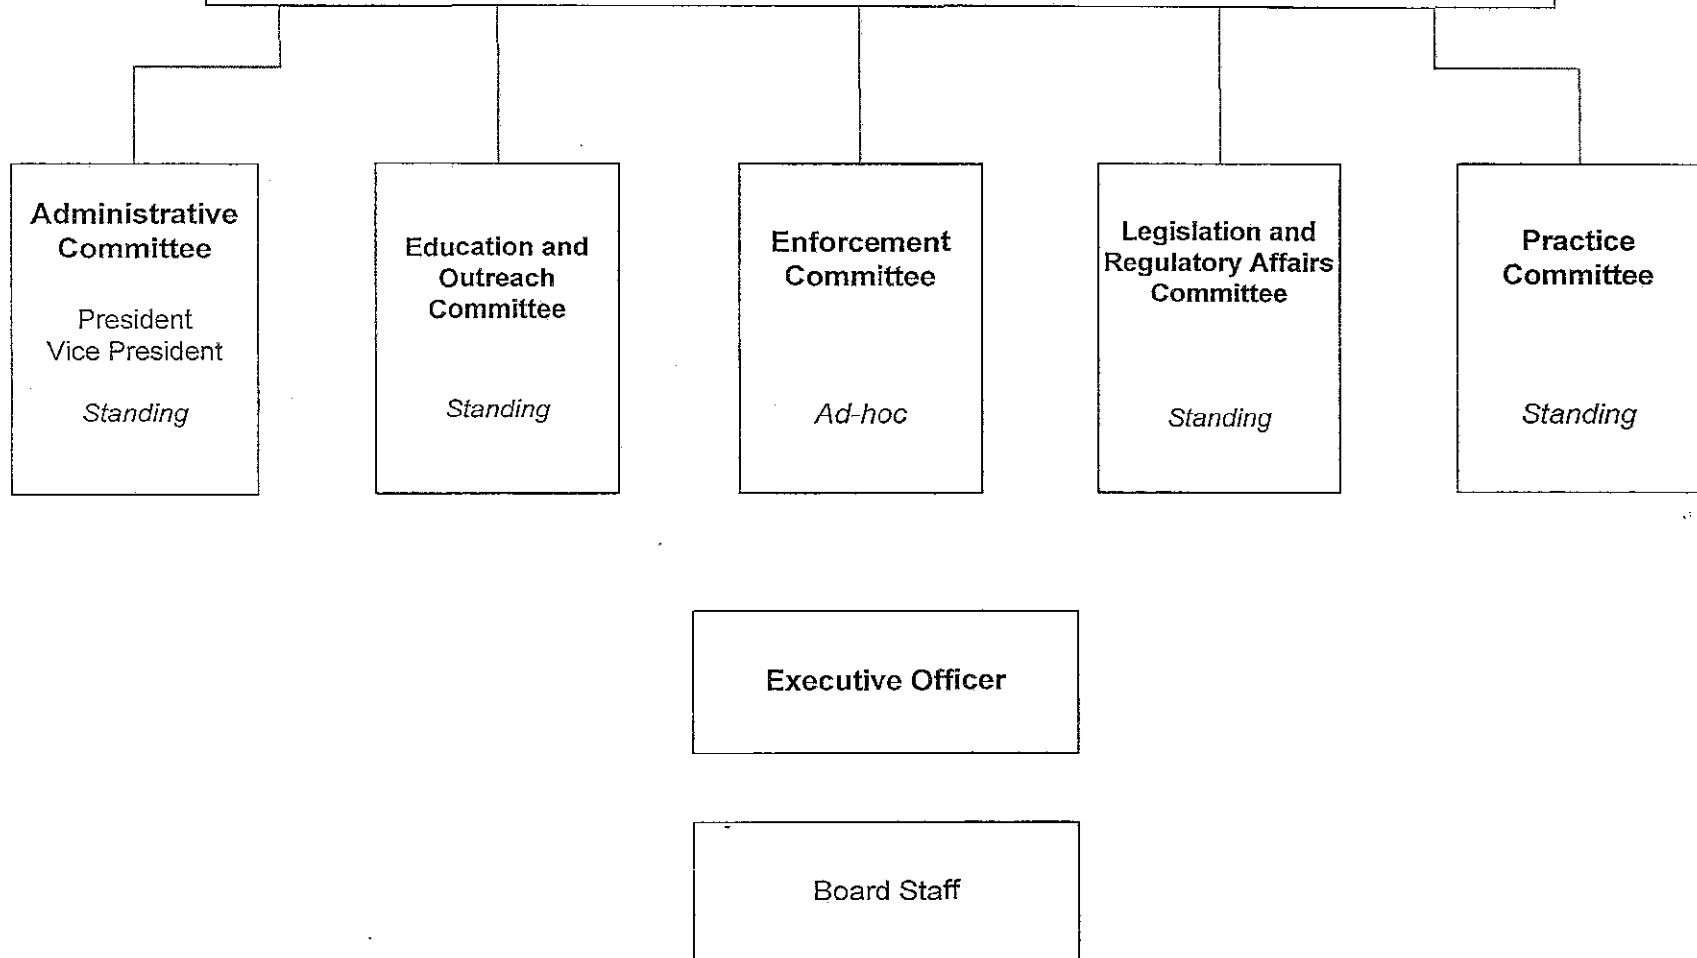 Administrative
Committee
President
Vice President
Standing
Education and
Outreach
Committee
Standing
Enforcement
Committee
Ad-hoc
Legislation and
Regulatory Affairs
Committee
Standing
Practice
Committee
Standing
Executive Officer
Board Staff